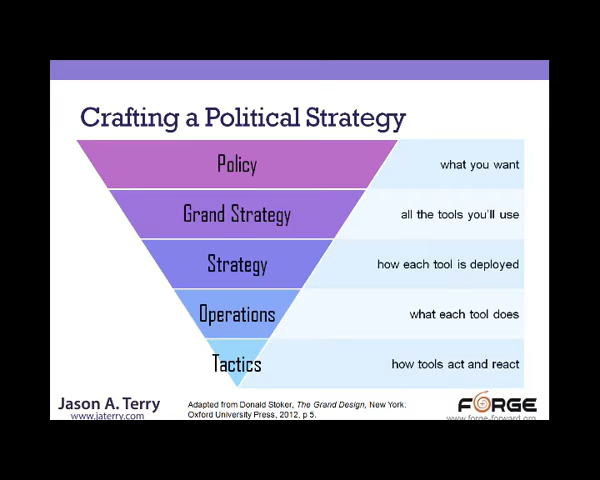 Crafting a Political Strategy
Policy what you want
Grand Strategy all the tools you'll use
Strategy how each tool is deployed
Operations what each tool does
Tactics how tools act and react
Jason A. Terry
www.jaterry.com
Adapted from Donald Stoker, The Grand Design, New York:
Oxford University Press, 2012, p 5.
FORGE
www.forge-forward.org